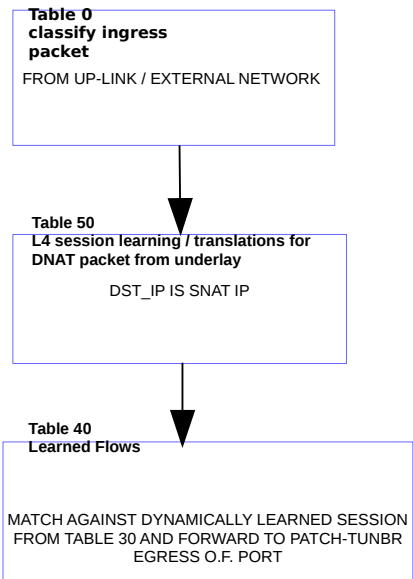 Table 0
classify ingress
packet
FROM UP-LINK / EXTERNAL NETWORK
Table 50
L4 session learning / translations for
DNAT packet from underlay
DST_IP IS SNAT IP
Table 40
Learned Flows
MATCH AGAINST DYNAMICALLY LEARNED SESSION
FROM TABLE 30 AND FORWARD TO PATCH-TUNBR
EGRESS O.F. PORT